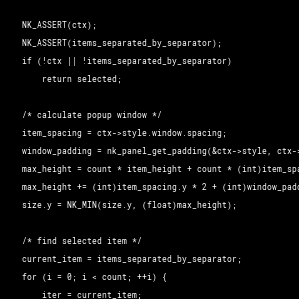 NK_ASSERT(ctx);
NK_ASSERT(items_separated_by_separator);
if (!ctx || !items_separated_by_separator)
return selected;
/* calculate popup window */
item_spacing = ctx->style.window.spacing;
window_padding = nk_panel_get_padding(&ctx->style, ctx-
max_height = count * item_height + count * (int)item_spa
max_height += (int)item_spacing.y * 2 + (int)window_padd
size.y = NK_MIN(size.y, (float)max_height);
/* find selected item */
current_item = items_separated_by_separator;
for (i = 0; i < count; ++i) {
iter = current_item;